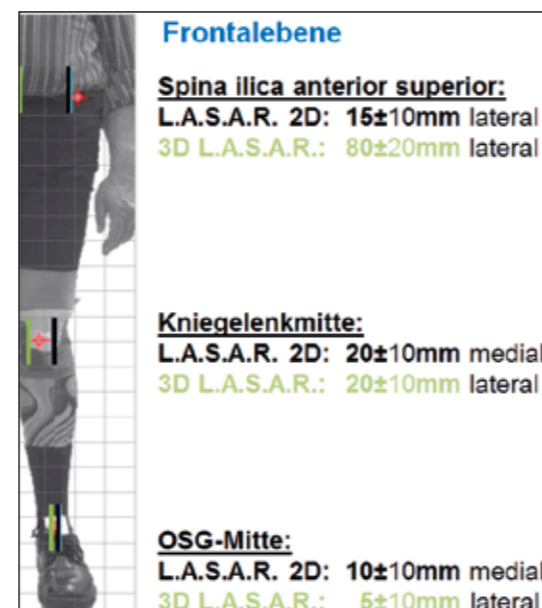 Frontalebene
Spina ilica anterior superior:
L.A.S.A.R. 2D: 15±10mm lateral
3D L.A.S.A.R.: 80±20mm lateral
Kniegelenkmitte:
L.A.S.A.R. 2D: 20±10mm medial
3D L.A.S.A.R.: 20±10mm lateral
OSG-Mitte:
L.A.S.A.R. 2D: 10±10mm medial
3D L.A.S.A.R.: 5±10mm lateral